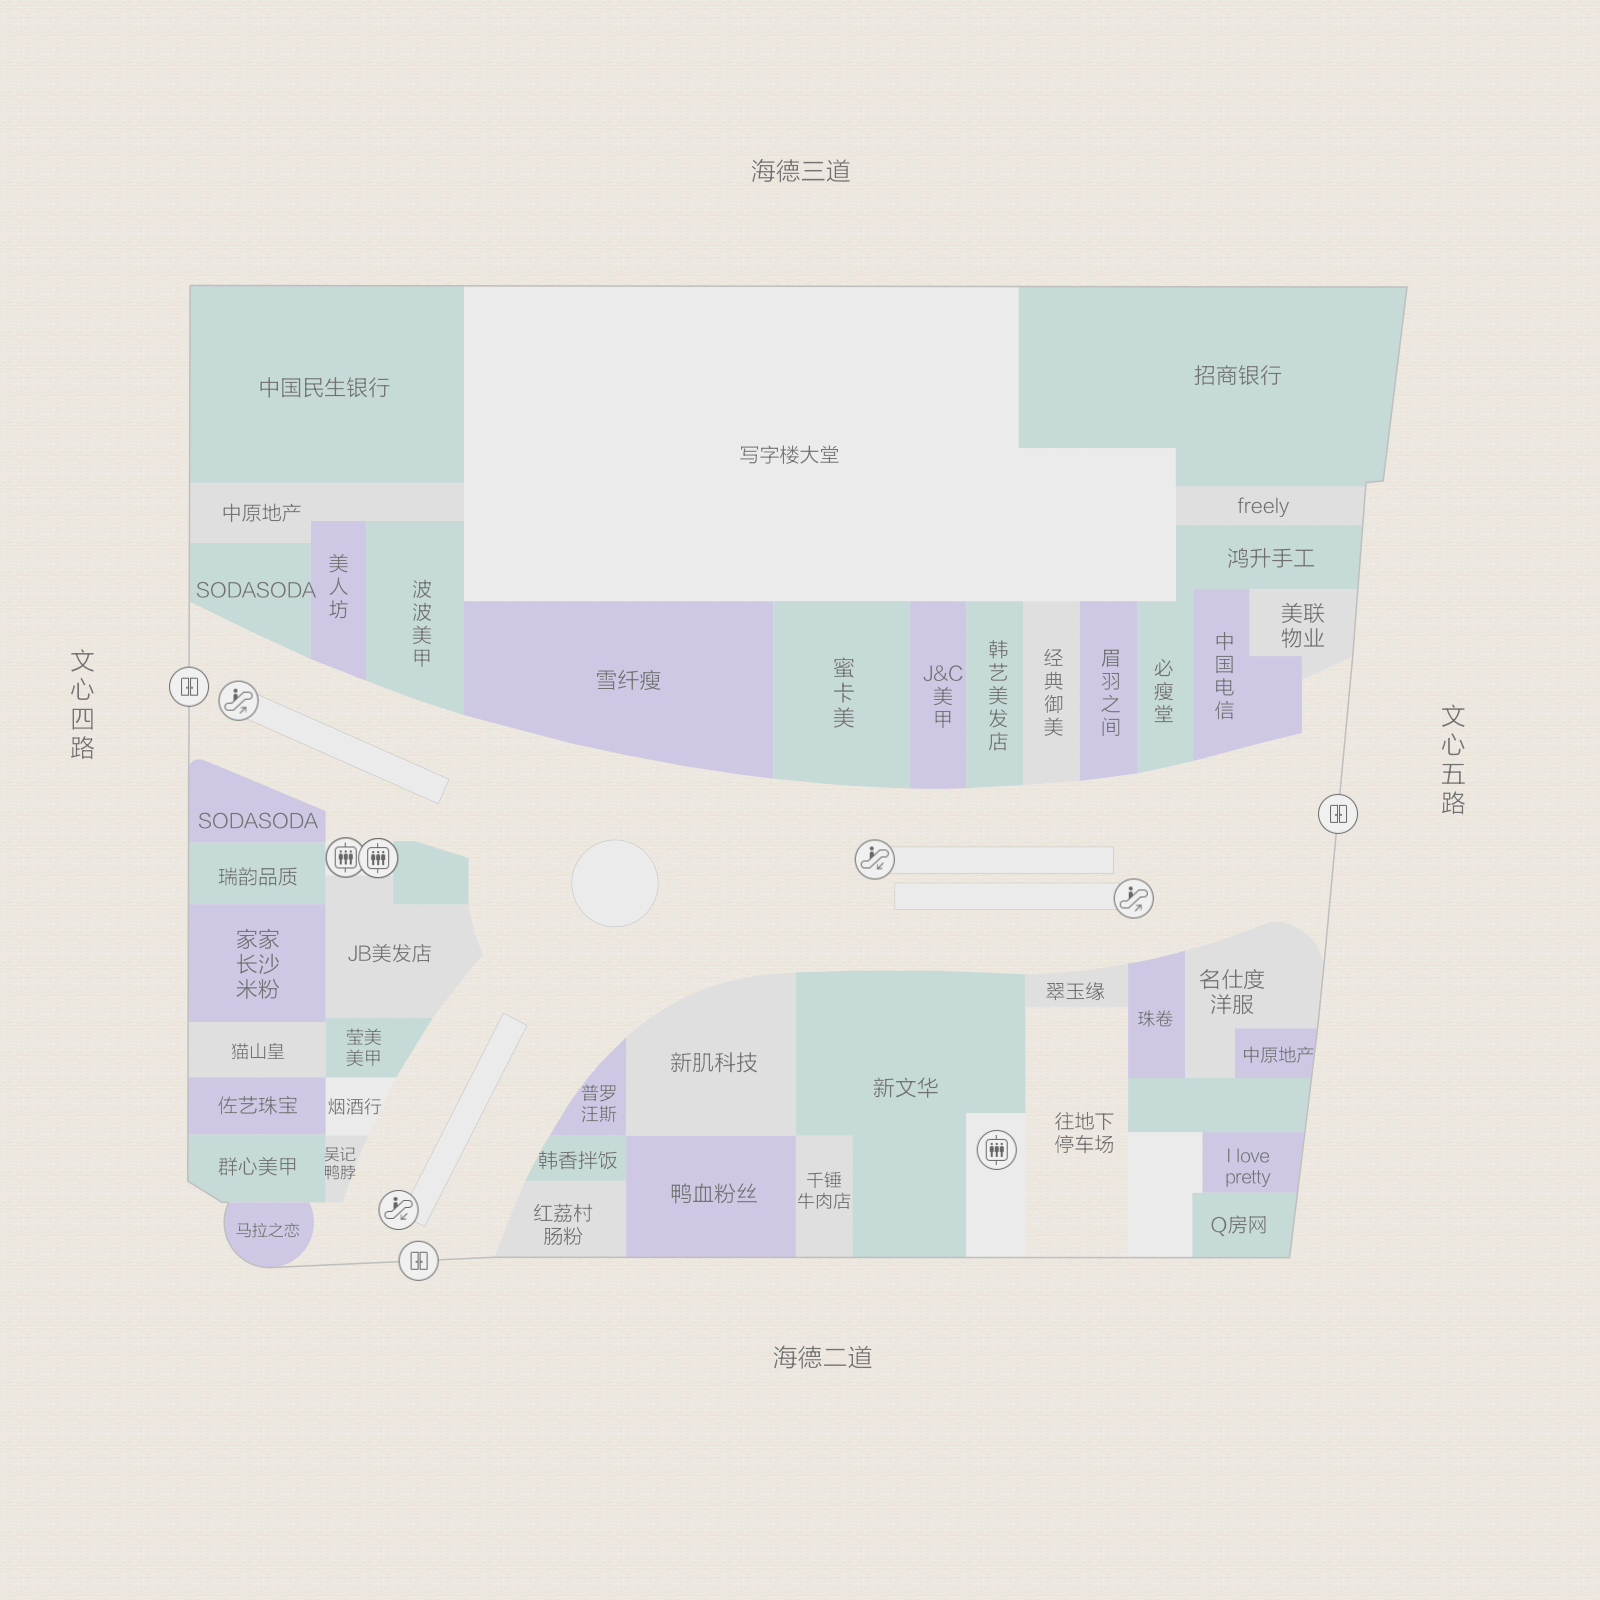 海德三道
中国民生银行
招商银行
写字楼大堂
中原地产
freely
鸿升手工
SODASODA
美人坊
波波美甲
美联
物业
雪纤瘦
蜜卡美
J&C
美甲
韩艺美发店
经典御美
眉羽之间
必瘦堂
中国电信
文心四路
文心五路
SODASODA
瑞韵品质
家家
长沙
米粉
JB美发店
猫山皇
莹美
美甲
佐艺珠宝
烟酒行
群心美甲
吴记
鸭脖
马拉之恋
普罗
汪斯
新肌科技
新文华
翠玉缘
珠卷
名仕度
洋服
中原地产
往地下
停车场
韩香拌饭
红荔村
肠粉
鸭血粉丝
干锤
牛肉店
I love
pretty
Q房网
海德二道